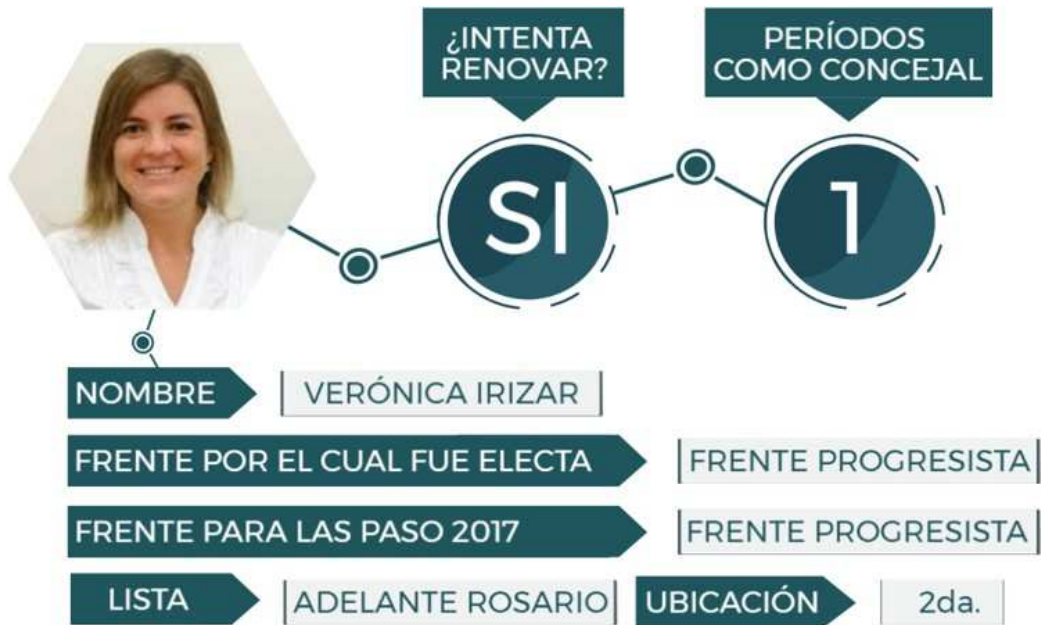 ¿INTENTA
RENOVAR?
PERÍODOS
COMO CONCEJAL
SI
1
NOMBRE
VERÓNICA IRIZAR
FRENTE POR EL CUAL FUE ELECTA
FRENTE PROGRESISTA
FRENTE PARA LAS PASO 2017
FRENTE PROGRESISTA
LISTA
ADELANTE ROSARIO
UBICACIÓN
2da.